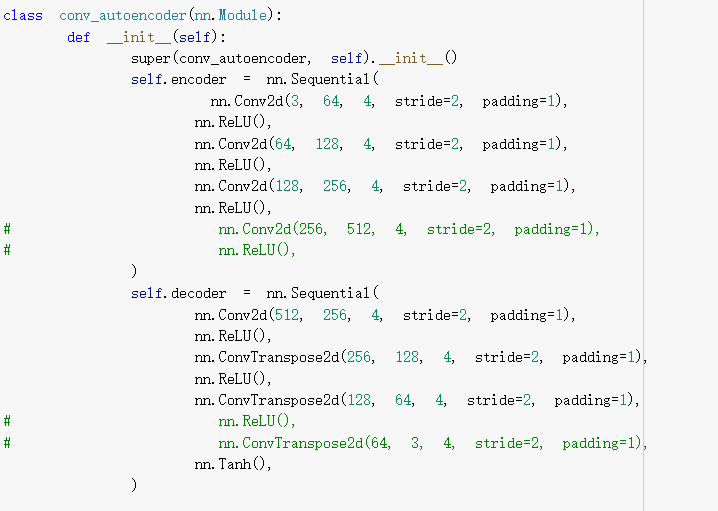 class conv_autoencoder(nn.Module):
def __init__(self):
super(conv_autoencoder, self).__init__()
self.encoder = nn.Sequential(
nn.Conv2d(3, 64, 4, stride=2, padding=1),
nn.ReLU(),
nn.Conv2d(64, 128, 4, stride=2, padding=1),
nn.ReLU(),
nn.Conv2d(128, 256, 4, stride=2, padding=1),
nn.ReLU(),
# nn.Conv2d(256, 512, 4, stride=2, padding=1),
# nn.ReLU(),
)
self.decoder = nn.Sequential(
nn.Conv2d(512, 256, 4, stride=2, padding=1),
nn.ReLU(),
nn.ConvTranspose2d(256, 128, 4, stride=2, padding=1),
nn.ReLU(),
nn.ConvTranspose2d(128, 64, 4, stride=2, padding=1),
# nn.ReLU(),
# nn.ConvTranspose2d(64, 3, 4, stride=2, padding=1),
nn.Tanh(),
)